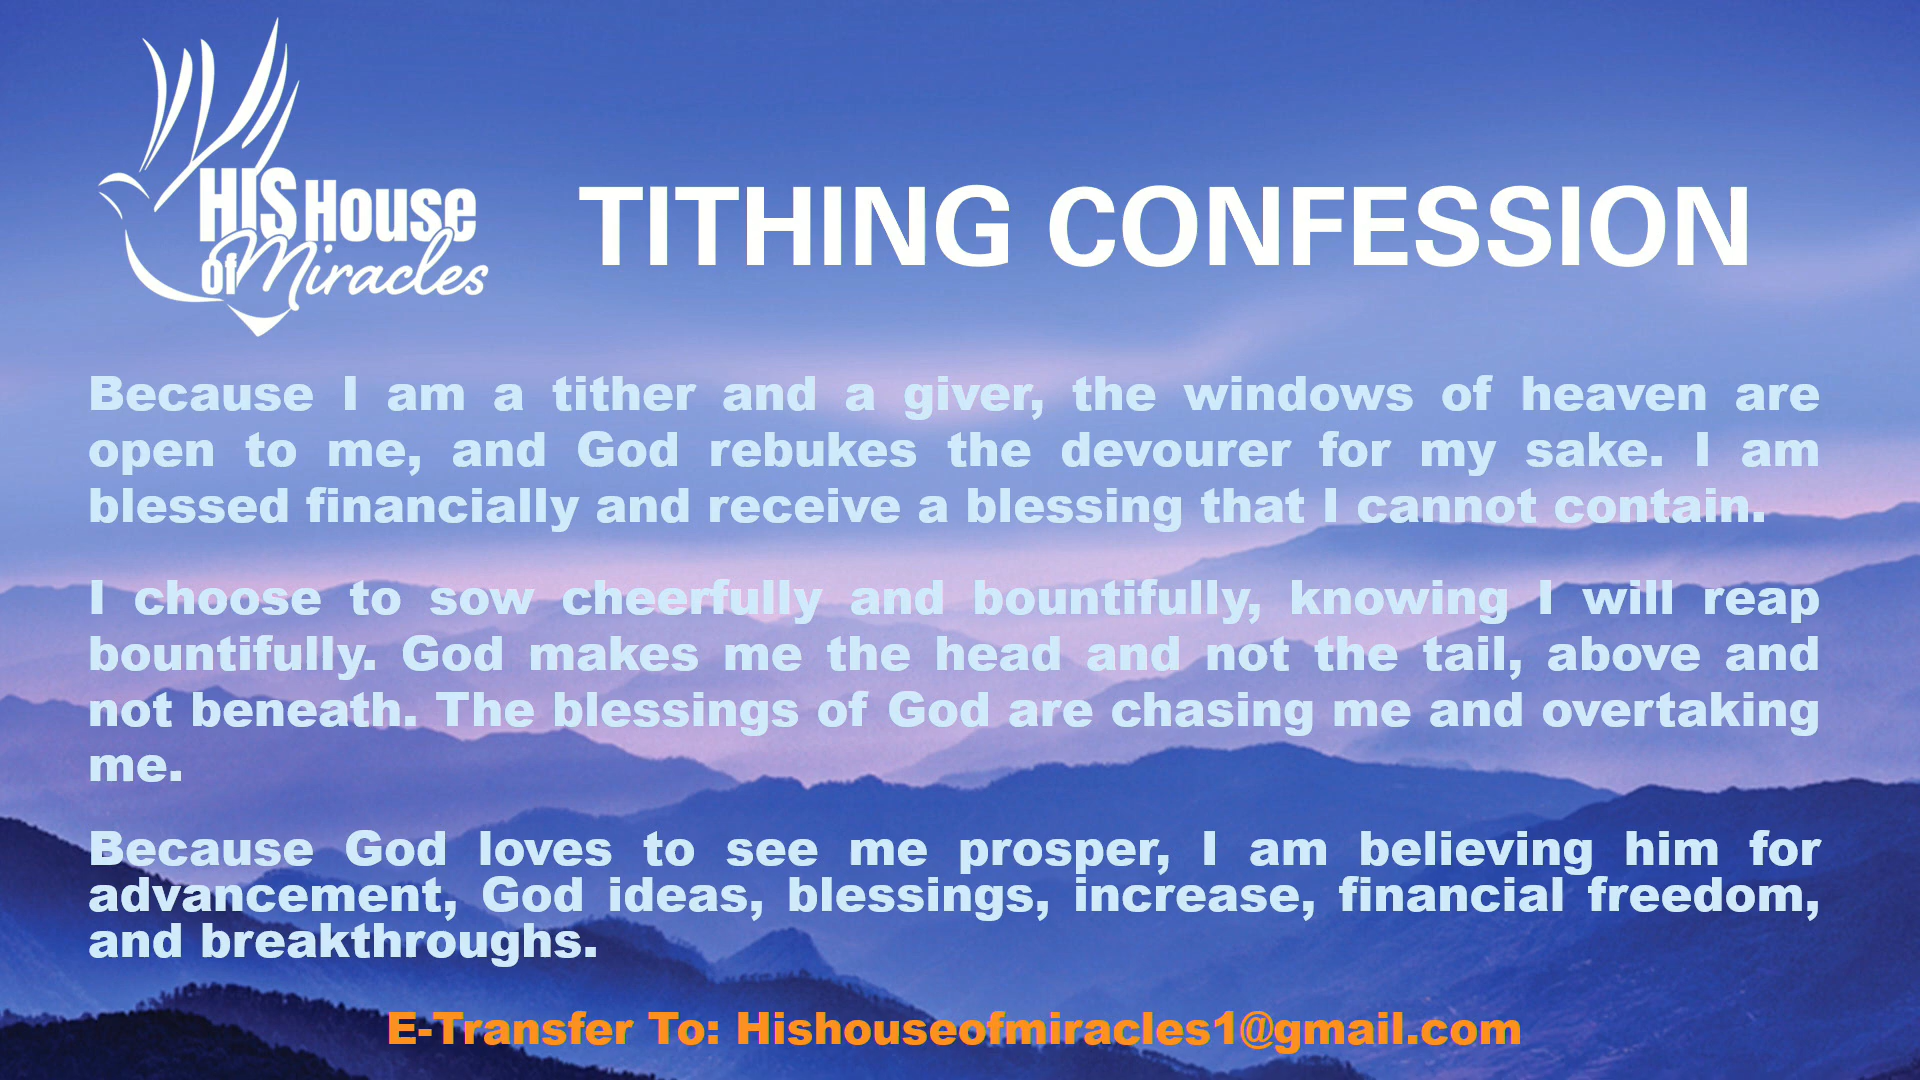 HIS House
of Miracles
TITHING CONFESSION
Because I am a tither and a giver, the windows of heaven are
open to me, and God rebukes the devourer for my sake. I am
blessed financially and receive a blessing that I cannot contain.
I choose to sow cheerfully and bountifully, knowing I will reap
bountifully. God makes me the head and not the tail, above and
not beneath. The blessings of God are chasing me and overtaking
me.
Because God loves to see me prosper, I am believing him for
advancement, God ideas, blessings, increase, financial freedom,
and breakthroughs.
E-Transfer To: Hishouseofmiracles1@gmail.com